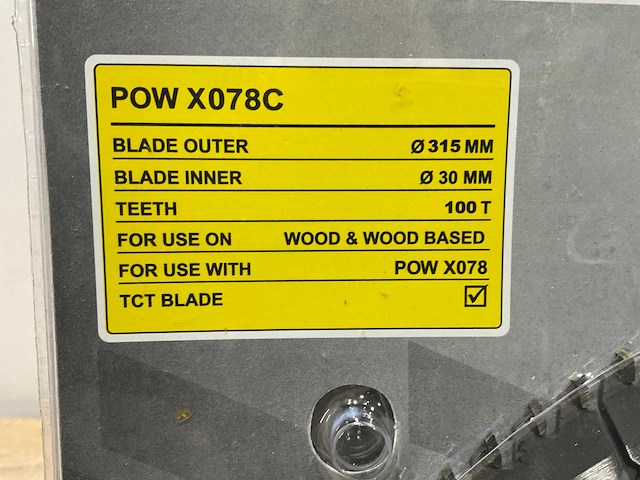 POW X078C
BLADE OUTER Ø 315 MM
BLADE INNER Ø 30 MM
TEETH 100 T
FOR USE ON WOOD & WOOD BASED
FOR USE WITH POW X078
TCT BLADE ☑